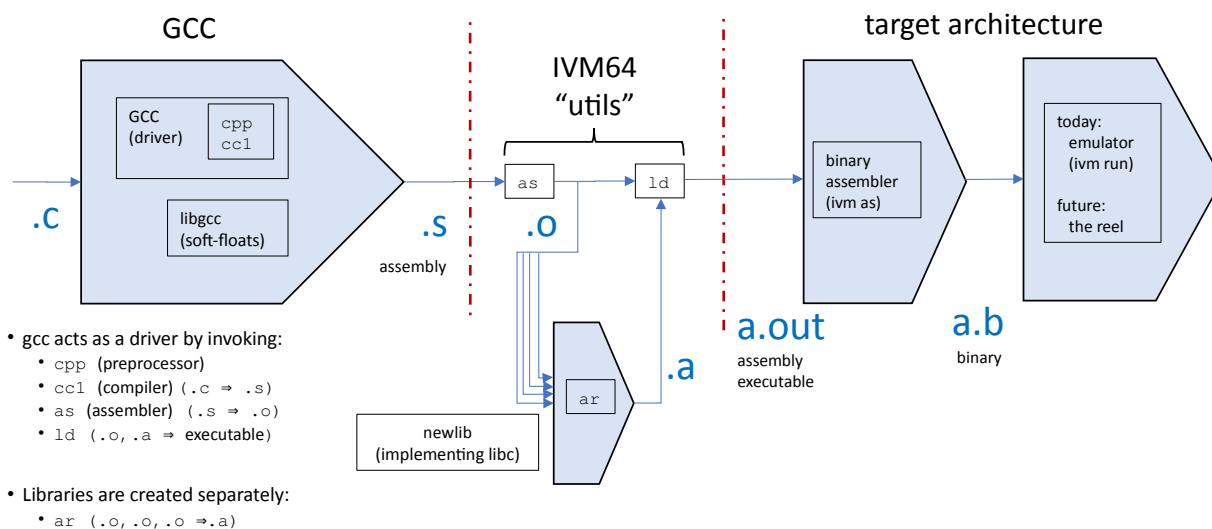 GCC
IVM64
“utils”
target architecture
GCC
(driver)
cpp
cc1
libgcc
(soft-floats)
.c
.s
assembly
as
.o
ld
ar
.a
newlib
(implementing libc)
binary
assembler
(ivm as)
a.out
assembly
executable
today:
emulator
(ivm run)
future:
the reel
a.b
binary
• gcc acts as a driver by invoking:
• cpp (preprocessor)
• cc1 (compiler) (.c ⇒ .s)
• as (assembler) (.s ⇒ .o)
• ld (.o,.a ⇒ executable)
• Libraries are created separately:
• ar (.o,.o,.o ⇒.a)